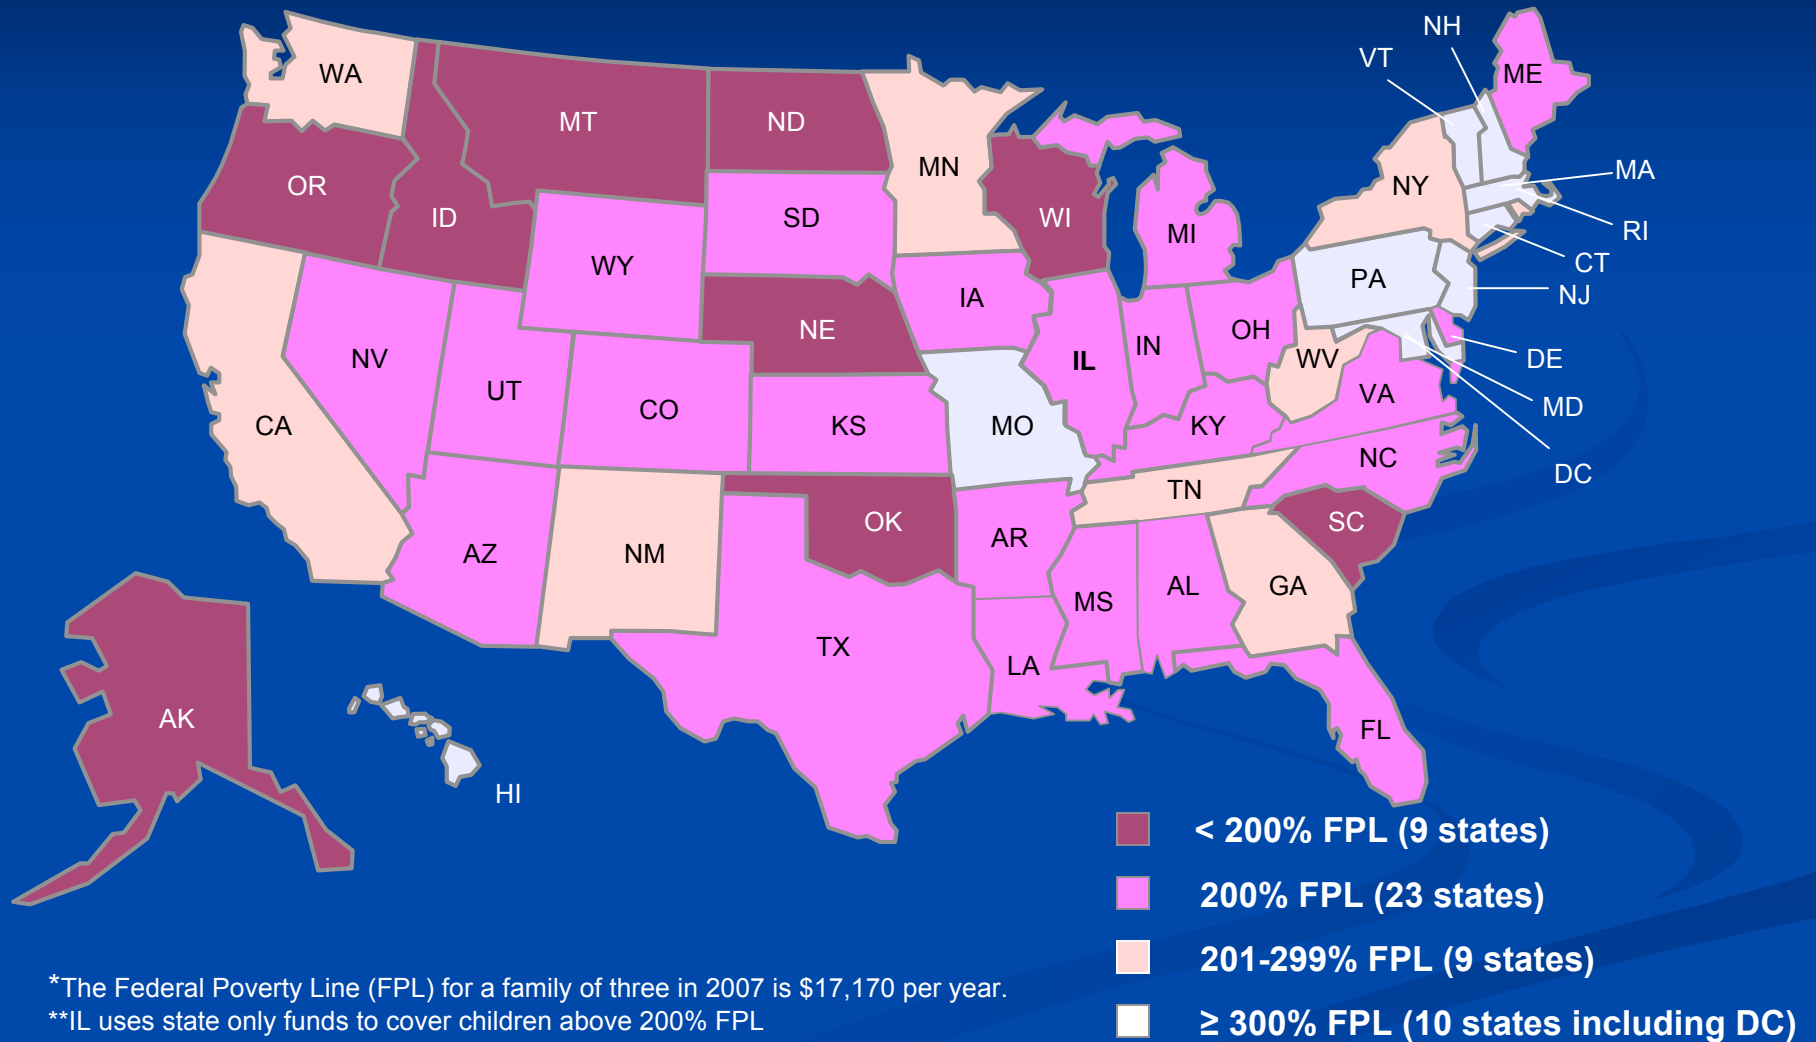 NH
VT
ME
WA
MT
ND
MN
OR
ID
SD
WI
MI
NY
MA
RI
CT
NJ
PA
WY
IA
NE
OH
IN
IL
WV
DE
MD
DC
VA
NV
UT
CO
KS
MO
KY
CA
NC
TN
SC
OK
AR
AZ
NM
MS
AL
GA
TX
LA
FL
AK
HI
< 200% FPL (9 states)
200% FPL (23 states)
201-299% FPL (9 states)
≥ 300% FPL (10 states including DC)
*The Federal Poverty Line (FPL) for a family of three in 2007 is $17,170 per year.
**IL uses state only funds to cover children above 200% FPL